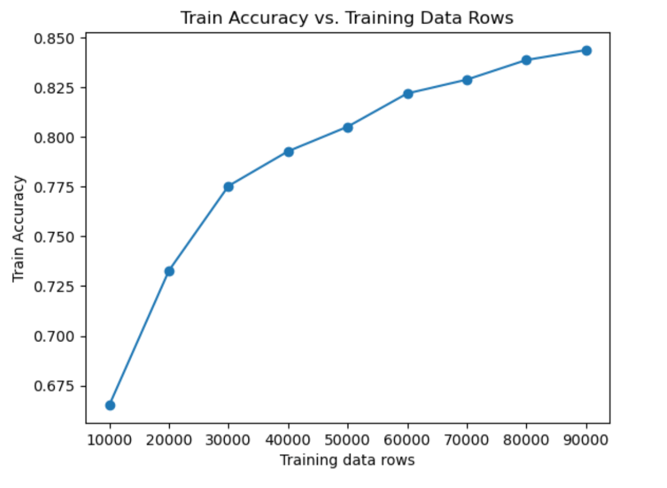 Train Accuracy vs. Training Data Rows
0.850
0.825
0.800
0.775
0.750
0.725
0.700
0.675
Train Accuracy
10000 20000 30000 40000 50000 60000 70000 80000 90000
Training data rows